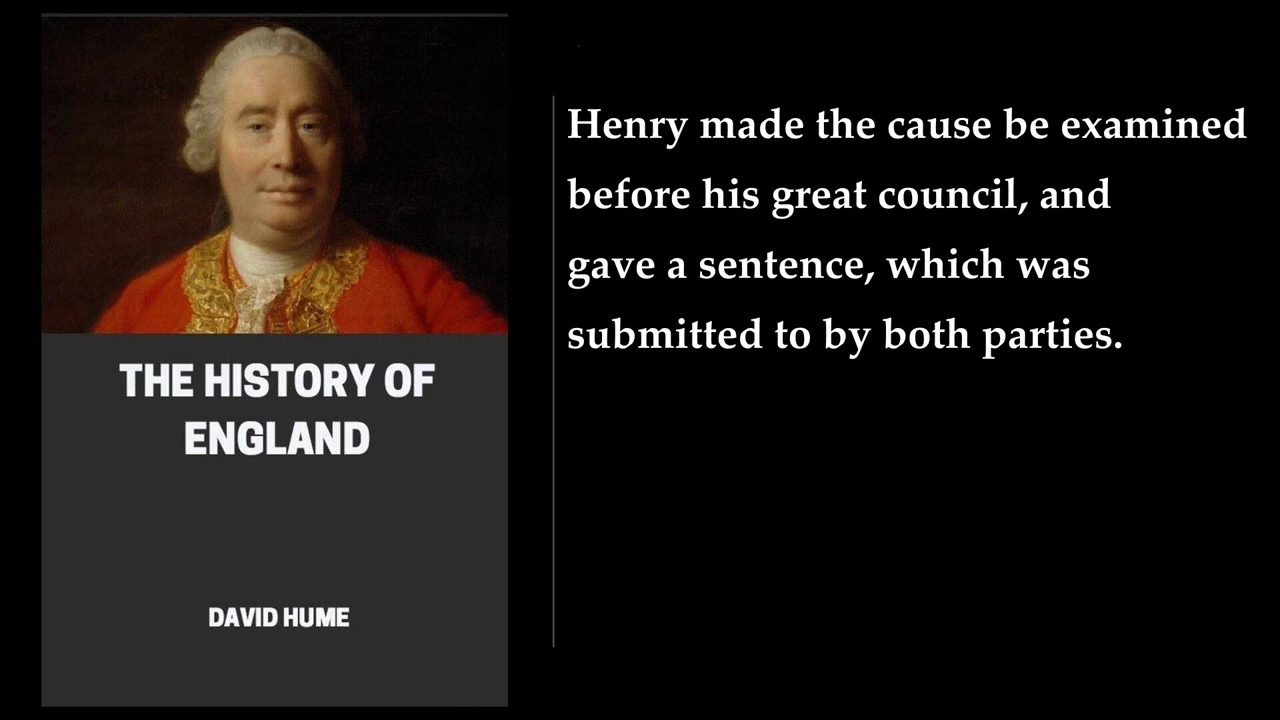 THE HISTORY OF
ENGLAND
DAVID HUME
Henry made the cause be examined
before his great council, and
gave a sentence, which was
submitted to by both parties.